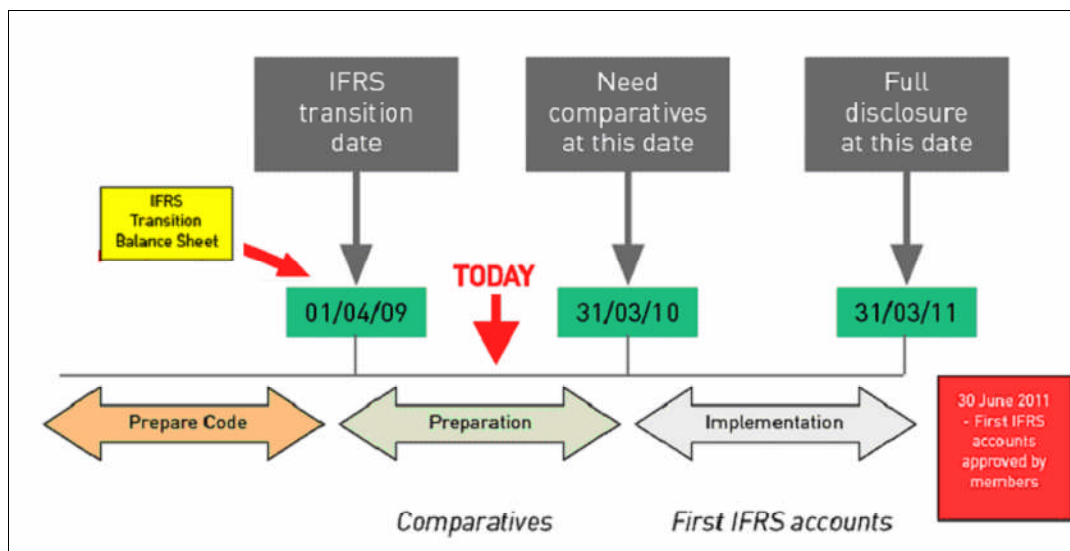 IFRS
transition
date
Need
comparatives
at this date
Full
disclosure
at this date
IFRS
Transition
Balance Sheet
TODAY
01/04/09
31/03/10
31/03/11
Prepare Code
Preparation
Implementation
30 June 2011
- First IFRS
accounts
approved by
members
Comparatives
First IFRS accounts